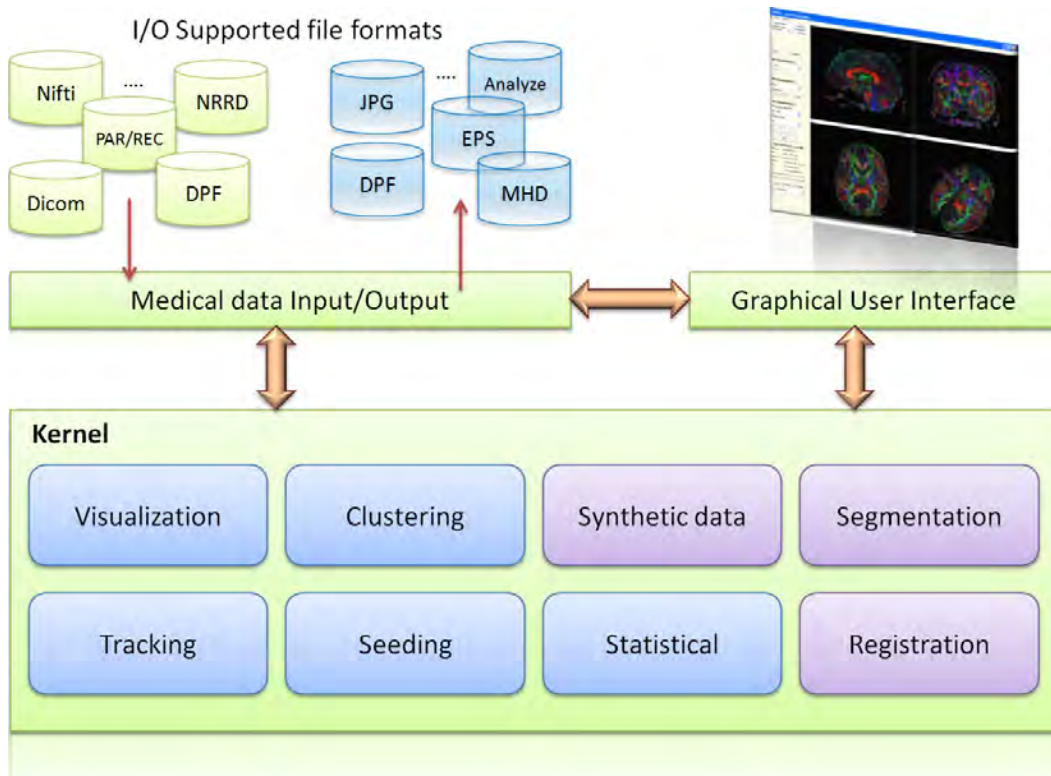 I/O Supported file formats
Nifti
....
NRRD
PAR/REC
Dicom
DPF
JPG
....
Analyze
EPS
DPF
MHD
Medical data Input/Output
Graphical User Interface
Kernel
Visualization
Clustering
Synthetic data
Segmentation
Tracking
Seeding
Statistical
Registration